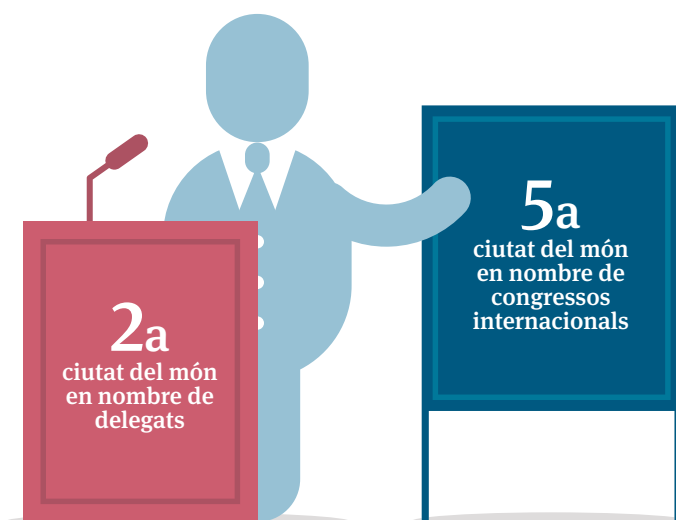 2a
ciutat del món
en nombre de
delegats
5a
ciutat del món
en nombre de
congressos
internacionals